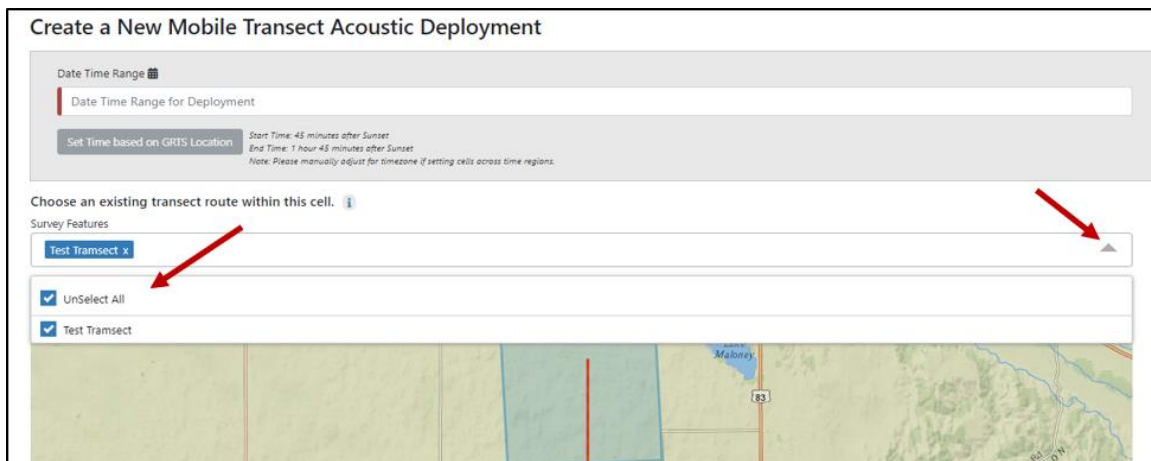 Create a New Mobile Transect Acoustic Deployment
Date Time Range
Date Time Range for Deployment
Set Time based on GRTS Location
Start Time: 45 minutes after Sunset
End Time: 1 hour 45 minutes after Sunset
Note: Please manually adjust for timezone if setting cells across time regions.
Choose an existing transect route within this cell. i
Survey Features
Test Tramsect x
UnSelect All
Test Tramsect
Maloney
83